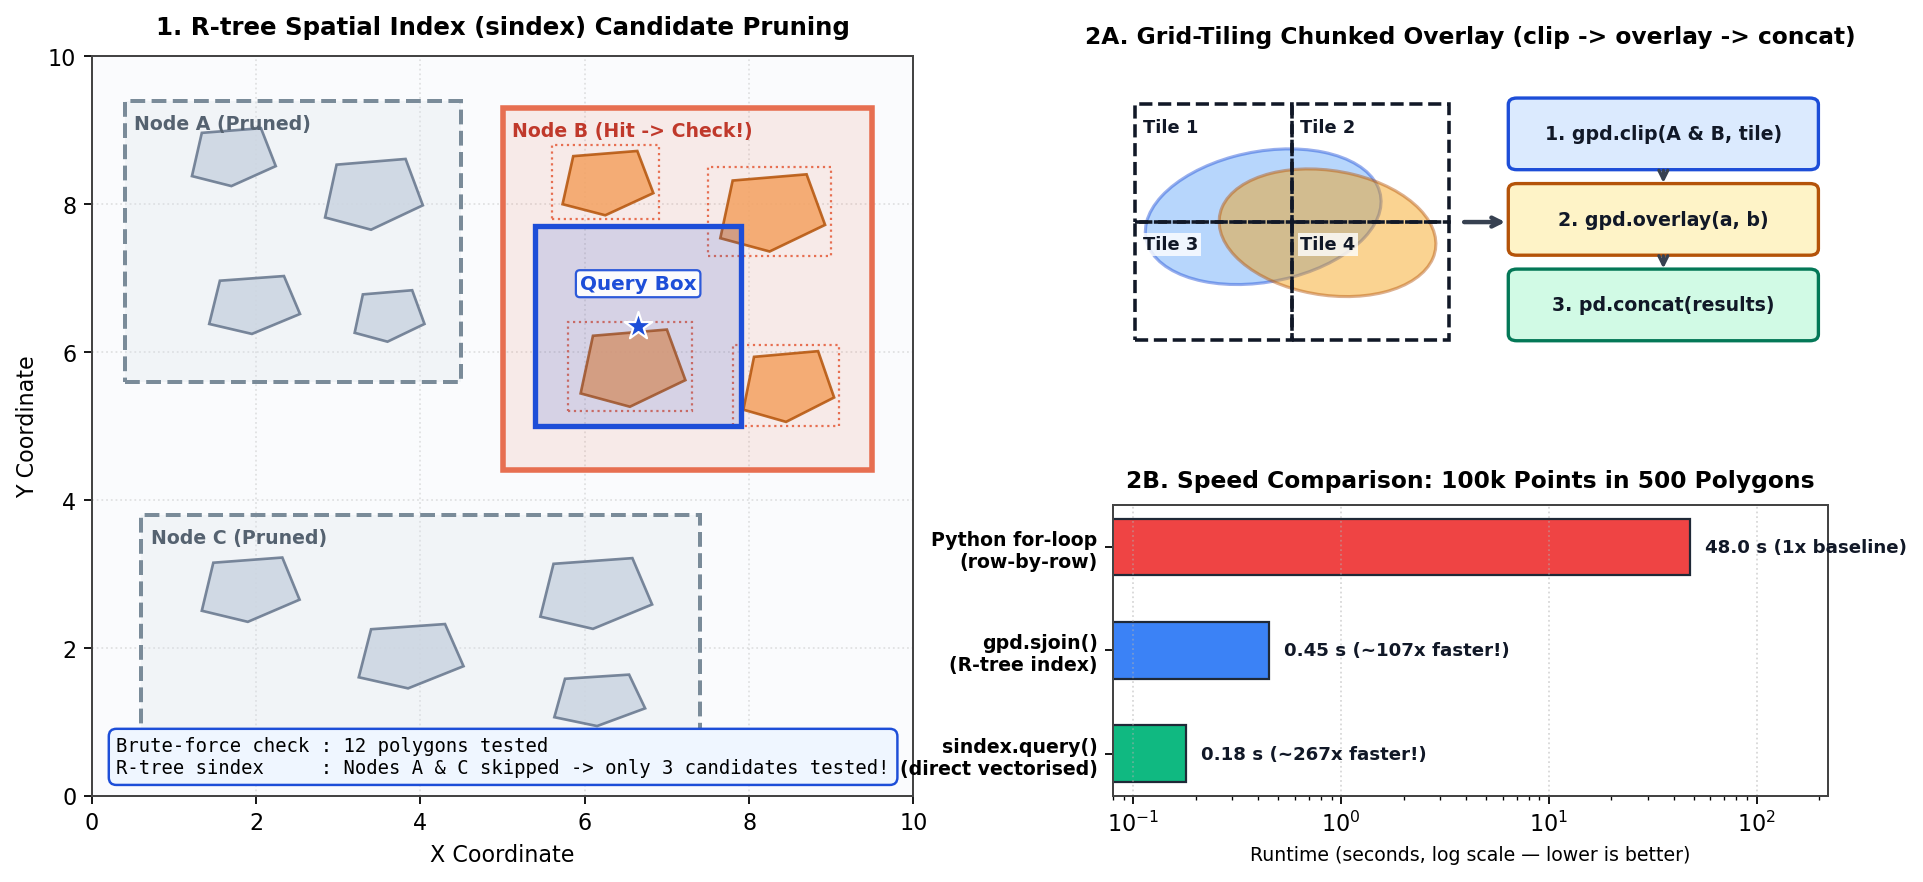 1. R-tree Spatial Index (sindex) Candidate Pruning
Y Coordinate
10
8
6
4
2
0
Node A (Pruned)
Node B (Hit -> Check!)
Query Box
Node C (Pruned)
Brute-force check : 12 polygons tested
R-tree sindex     : Nodes A & C skipped -> only 3 candidates tested!
0
2
4
6
8
10
X Coordinate
2A. Grid-Tiling Chunked Overlay (clip -> overlay -> concat)
Tile 1
Tile 2
Tile 3
Tile 4
1. gpd.clip(A & B, tile)
2. gpd.overlay(a, b)
3. pd.concat(results)
2B. Speed Comparison: 100k Points in 500 Polygons
Python for-loop
(row-by-row)
48.0 s (1x baseline)
gpd.sjoin()
(R-tree index)
0.45 s (~107x faster!)
sindex.query()
(direct vectorised)
0.18 s (~267x faster!)
10⁻¹
10⁰
10¹
10²
Runtime (seconds, log scale — lower is better)